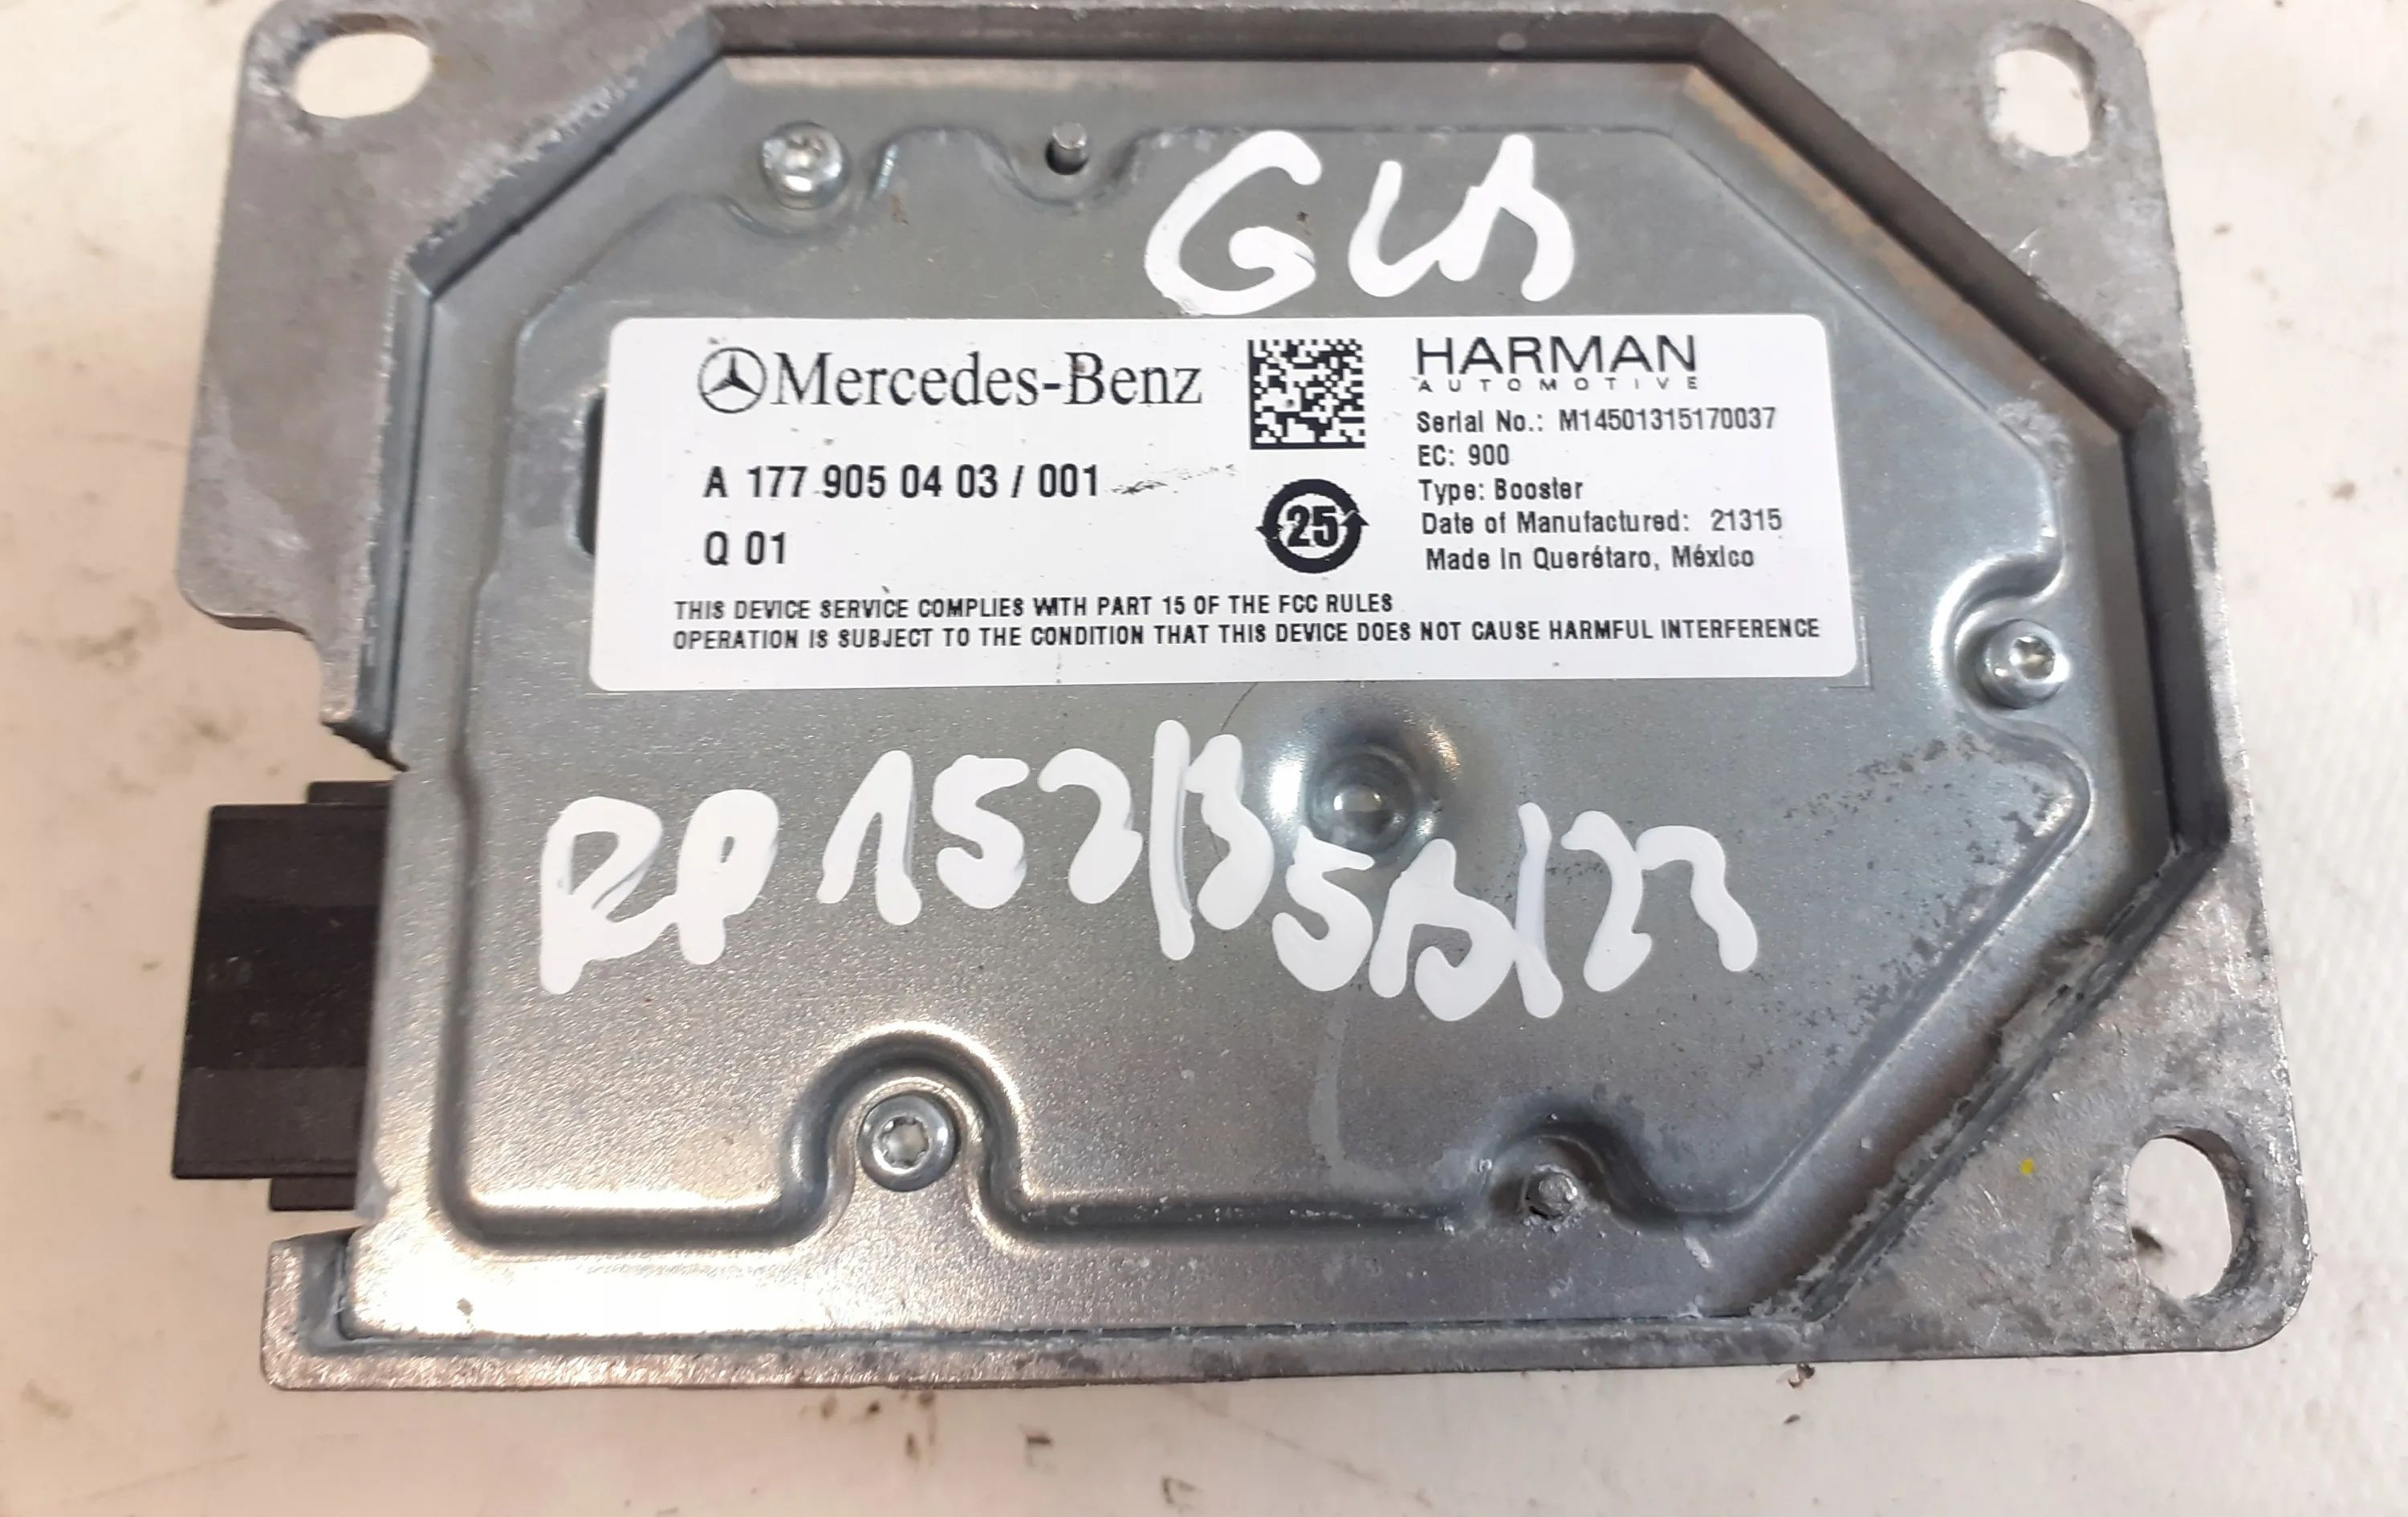 GLA
Mercedes-Benz
A 177 905 04 03 / 001
Q 01
25
HARMAN
AUTOMOTIVE
Serial No.: M14501315170037
EC: 900
Type: Booster
Date of Manufactured: 21315
Made In Querétaro, México
THIS DEVICE SERVICE COMPLIES WITH PART 15 OF THE FCC RULES
OPERATION IS SUBJECT TO THE CONDITION THAT THIS DEVICE DOES NOT CAUSE HARMFUL INTERFERENCE
RP 152/